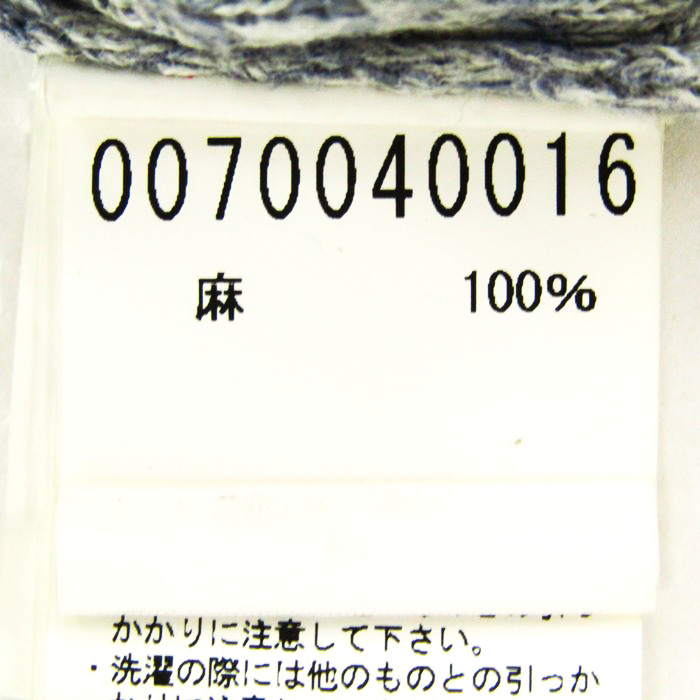 0070040016
麻 100%
かかりに注意して下さい。
・洗濯の際には他のものとの引っか